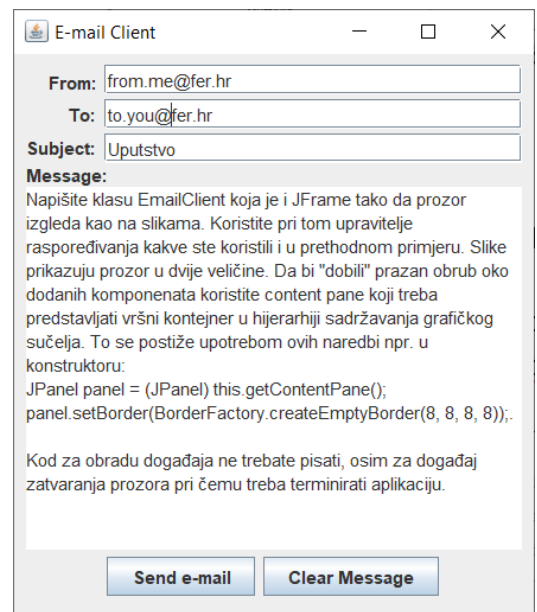 E-mail Client
From: from.me@fer.hr
To: to.you@fer.hr
Subject: Uputstvo
Message:
Napišite klasu EmailClient koja je i JFrame tako da prozor
izgleda kao na slikama. Koristite pri tom upravitelje
raspoređivanja kakve ste koristili i u prethodnom primjeru. Slike
prikazuju prozor u dvije veličine. Da bi "dobili" prazan obrub oko
dodanih komponenata koristite content pane koji treba
predstavljati vršni kontejner u hijerarhiji sadržavanja grafičkog
sučelja. To se postiže upotrebom ovih naredbi npr. u
konstruktoru:
JPanel panel = (JPanel) this.getContentPane();
panel.setBorder(BorderFactory.createEmptyBorder(8, 8, 8, 8));.
Kod za obradu događaja ne trebate pisati, osim za događaj
zatvaranja prozora pri čemu treba terminirati aplikaciju.
Send e-mail Clear Message